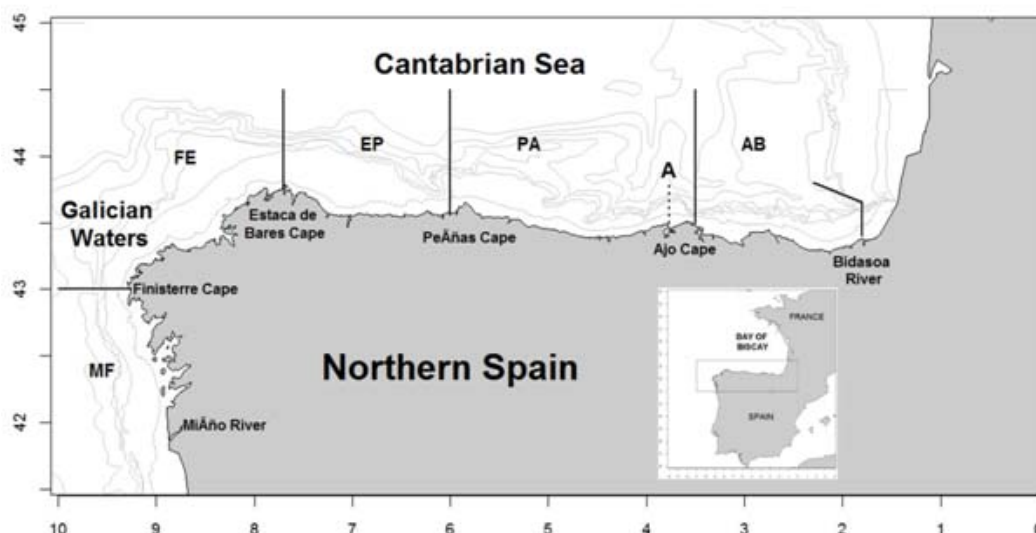 45
Cantabrian Sea
FE
EP
PA
AB
44
A
Galician
Waters
Estaca de
Bares Cape
PeÃñas Cape
Ajo Cape
Bidasoa
River
43
Finisterre Cape
FRANCE
BAY OF
BISCAY
MF
Northern Spain
SPAIN
42
MiÃño River
10
9
8
7
6
5
4
3
2
1
0